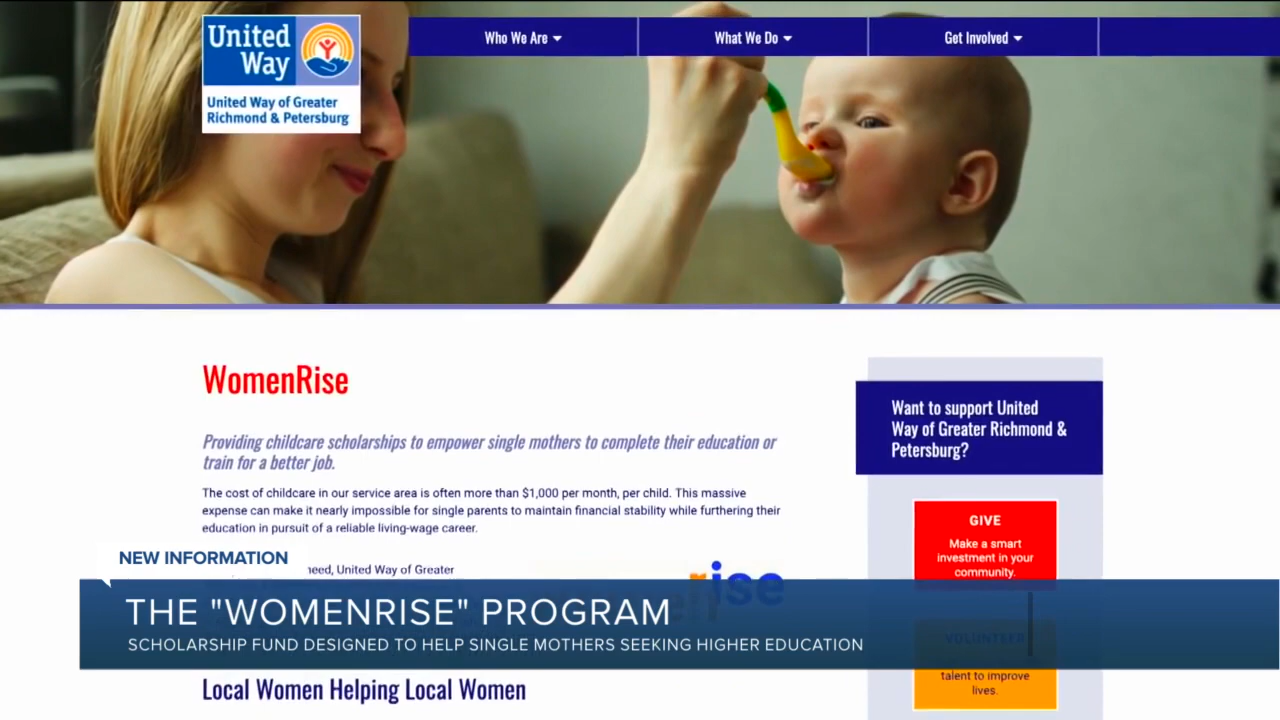 United
Way
United Way of Greater
Richmond & Petersburg
Who We Are
What We Do
Get Involved
WomenRise
Providing childcare scholarships to empower single mothers to complete their education or
train for a better job.
The cost of childcare in our service area is often more than $1,000 per month, per child. This massive
expense can make it nearly impossible for single parents to maintain financial stability while furthering their
education in pursuit of a reliable living-wage career.
need, United Way of Greater
rise
Want to support United
Way of Greater Richmond &
Petersburg?
GIVE
Make a smart
investment in your
community.
VOLUNTEER
talent to improve
lives.
NEW INFORMATION
THE "WOMENRISE" PROGRAM
SCHOLARSHIP FUND DESIGNED TO HELP SINGLE MOTHERS SEEKING HIGHER EDUCATION
Local Women Helping Local Women